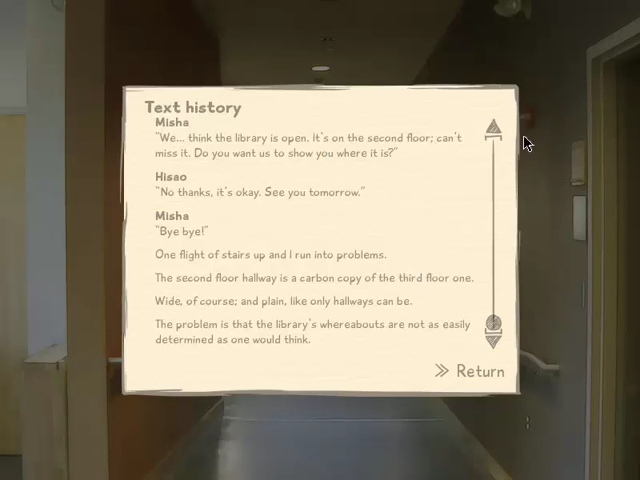 Text history
Misha
"We... think the library is open. It's on the second floor; can't
miss it. Do you want us to show you where it is?"
Hisao
"No thanks, it's okay. See you tomorrow."
Misha
"Bye bye!"
One flight of stairs up and I run into problems.
The second floor hallway is a carbon copy of the third floor one.
Wide, of course; and plain, like only hallways can be.
The problem is that the library's whereabouts are not as easily
determined as one would think.
Return